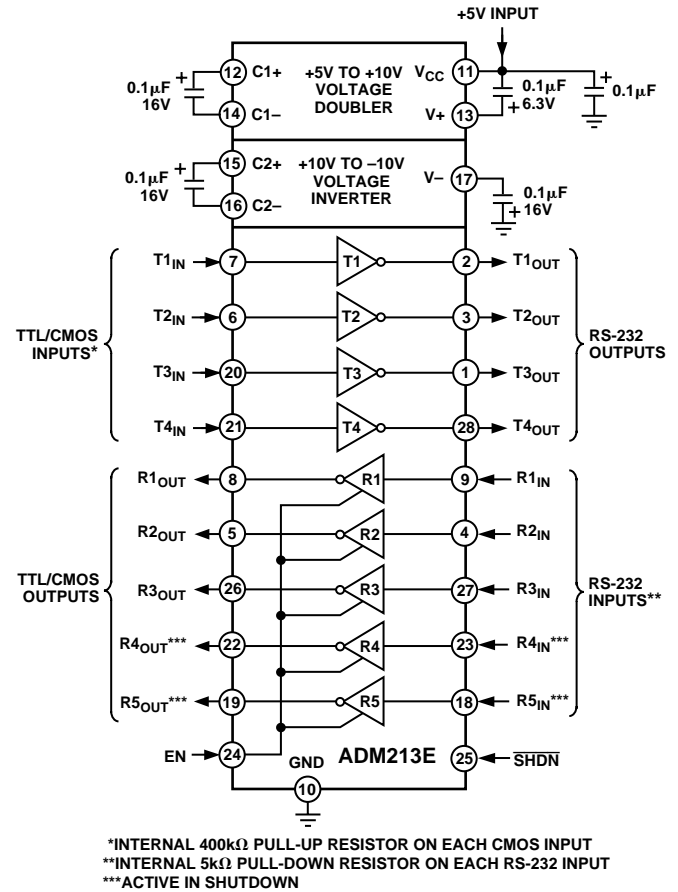 +5V INPUT
0.1μF 16V
+
12 C1+
14 C1–
+5V TO +10V VOLTAGE DOUBLER
VCC 11
V+ 13
+
0.1μF 6.3V
+
0.1μF
0.1μF 16V
+
15 C2+
16 C2–
+10V TO –10V VOLTAGE INVERTER
V– 17
+
0.1μF 16V
TTL/CMOS INPUTS*
T1IN 7 T1 2 T1OUT
T2IN 6 T2 3 T2OUT
T3IN 20 T3 1 T3OUT
T4IN 21 T4 28 T4OUT
RS-232 OUTPUTS
TTL/CMOS OUTPUTS
R1OUT 8 R1 9 R1IN
R2OUT 5 R2 4 R2IN
R3OUT 26 R3 27 R3IN
R4OUT*** 22 R4 23 R4IN***
R5OUT*** 19 R5 18 R5IN***
RS-232 INPUTS**
EN 24
GND
10
ADM213E
25 SHDN
*INTERNAL 400kΩ PULL-UP RESISTOR ON EACH CMOS INPUT
**INTERNAL 5kΩ PULL-DOWN RESISTOR ON EACH RS-232 INPUT
***ACTIVE IN SHUTDOWN